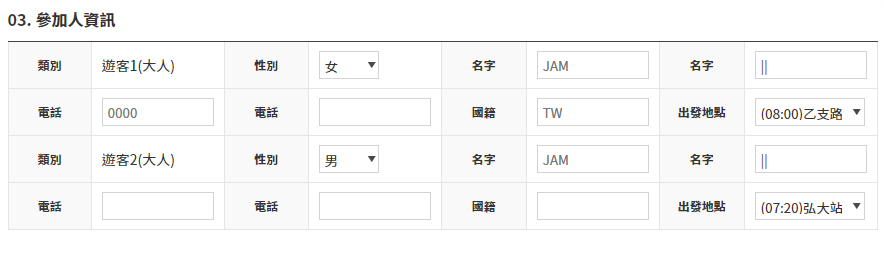 03. 參加人資訊
類別 遊客1(大人) 性別 女 名字 JAM 名字 ||
電話 0000 電話 國籍 TW 出發地點 (08:00)乙支路
類別 遊客2(大人) 性別 男 名字 JAM 名字 ||
電話 電話 國籍 出發地點 (07:20)弘大站